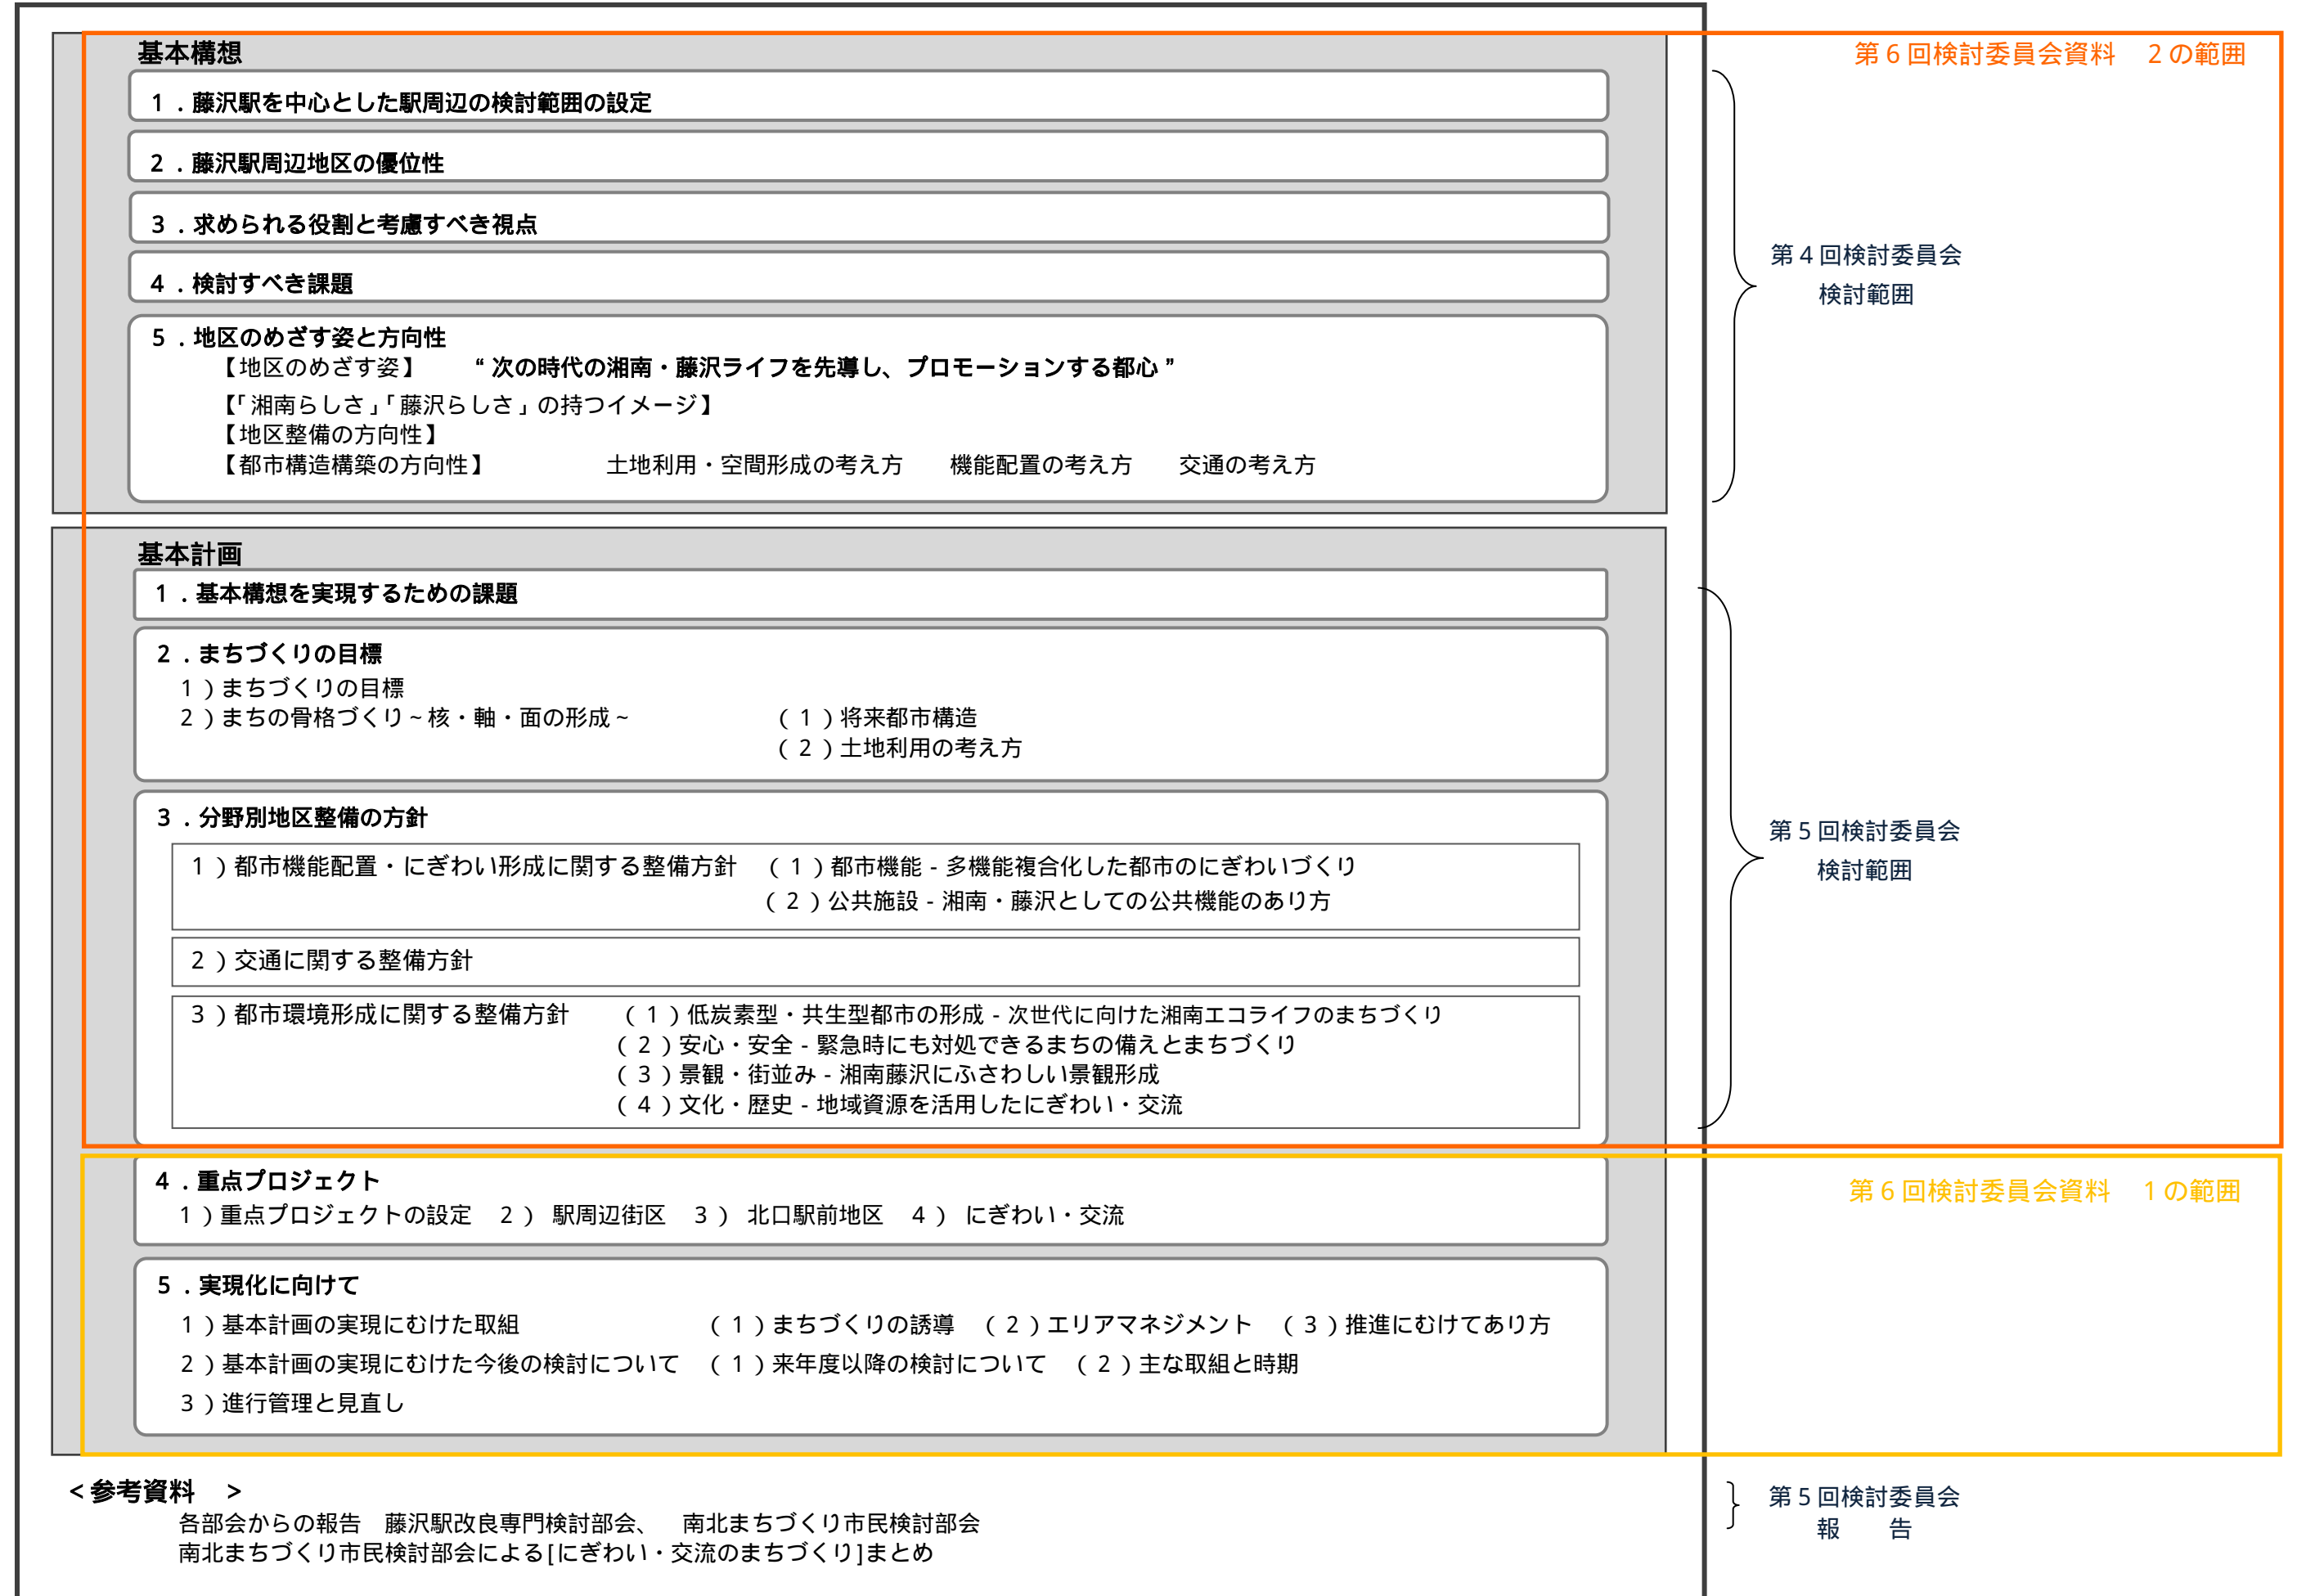 基本構想
第6回検討委員会資料　2の範囲
1．藤沢駅を中心とした駅周辺の検討範囲の設定
2．藤沢駅周辺地区の優位性
3．求められる役割と考慮すべき視点
4．検討すべき課題
第4回検討委員会
検討範囲
5．地区のめざす姿と方向性
【地区のめざす姿】　“次の時代の湘南・藤沢ライフを先導し、プロモーションする都心”
【「湘南らしさ」「藤沢らしさ」の持つイメージ】
【地区整備の方向性】
【都市構造構築の方向性】　土地利用・空間形成の考え方　機能配置の考え方　交通の考え方
基本計画
1．基本構想を実現するための課題
2．まちづくりの目標
1）まちづくりの目標
2）まちの骨格づくり~核・軸・面の形成~　（1）将来都市構造
（2）土地利用の考え方
3．分野別地区整備の方針
第5回検討委員会
検討範囲
1）都市機能配置・にぎわい形成に関する整備方針　（1）都市機能-多機能複合化した都市のにぎわいづくり
（2）公共施設-湘南・藤沢としての公共機能のあり方
2）交通に関する整備方針
3）都市環境形成に関する整備方針　（1）低炭素型・共生型都市の形成-次世代に向けた湘南エコライフのまちづくり
（2）安心・安全-緊急時にも対処できるまちの備えとまちづくり
（3）景観・街並み-湘南藤沢にふさわしい景観形成
（4）文化・歴史-地域資源を活用したにぎわい・交流
4．重点プロジェクト
第6回検討委員会資料　1の範囲
1）重点プロジェクトの設定　2） 駅周辺街区　3） 北口駅前地区　4） にぎわい・交流
5．実現化に向けて
1）基本計画の実現にむけた取組　（1）まちづくりの誘導　（2）エリアマネジメント　（3）推進にむけてあり方
2）基本計画の実現にむけた今後の検討について　（1）来年度以降の検討について　（2）主な取組と時期
3）進行管理と見直し
<参考資料　>
第5回検討委員会
報　告
各部会からの報告　藤沢駅改良専門検討部会、　南北まちづくり市民検討部会
南北まちづくり市民検討部会による[にぎわい・交流のまちづくり]まとめ